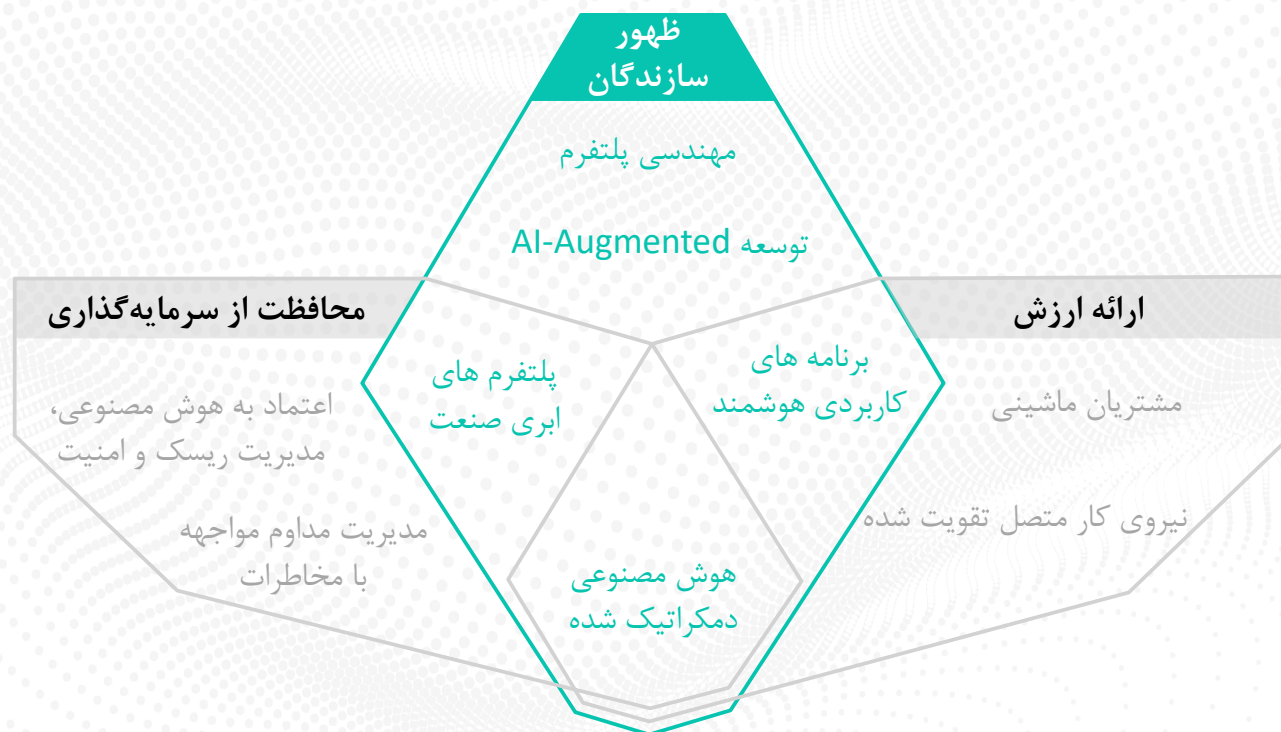 ظهور
سازندگان
مهندسی پلتفرم
توسعه AI-Augmented
ارائه ارزش
محافظت از سرمایه‌گذاری
برنامه های
کاربردی هوشمند
پلتفرم های
ابری صنعت
مشتریان ماشینی
اعتماد به هوش مصنوعی،
مدیریت ریسک و امنیت
نیروی کار متصل تقویت شده
مدیریت مداوم مواجهه
با مخاطرات
هوش مصنوعی
دمکراتیک شده